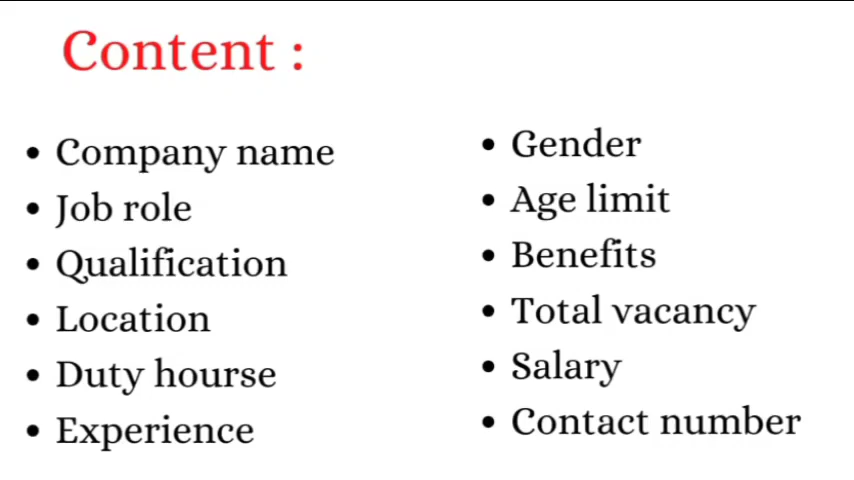 Content :
Company name
Job role
Qualification
Location
Duty hourse
Experience
Gender
Age limit
Benefits
Total vacancy
Salary
Contact number